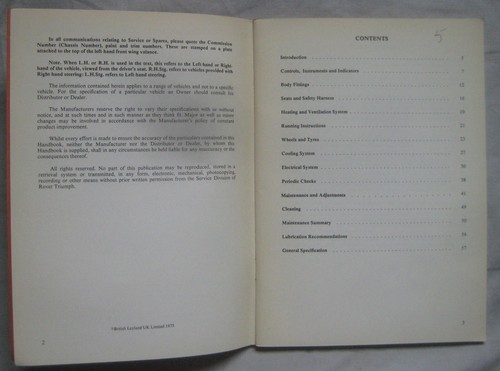 In all communications relating to Service or Spares, please quote the Commission
Number (Chassis Number), paint and trim numbers. These are stamped on a plate
attached to the top of the left-hand front wing valance.
Note. When L.H. or R.H. is used in the text, this refers to the Left-hand or Right-
hand of the vehicle, viewed from the driver's seat. R.H.Stg. refers to vehicles provided with
Right-hand steering: L.H.Stg. refers to Left-hand steering.
The information contained herein applies to a range of vehicles and not to a specific
vehicle. For the specification of a particular vehicle an Owner should consult his
Distributor or Dealer.
The Manufacturers reserve the right to vary their specifications with or without
notice, and at such times and in such manner as they think fit. Major as well as minor
changes may be involved in accordance with the Manufacturer's policy of constant
product improvement.
Whilst every effort is made to ensure the accuracy of the particulars contained in this
Handbook, neither the Manufacturer nor the Distributor or Dealer, by whom this
Handbook is supplied, shall in any circumstances be held liable for any inaccuracy or the
consequences thereof.
All rights reserved. No part of this publication may be reproduced, stored in a
retrieval system or transmitted, in any form, electronic, mechanical, photocopying,
recording or other means without prior written permission from the Service Division of
Rover Triumph.
©British Leyland UK Limited 1975
2
5
CONTENTS
Introduction
Controls, Instruments and Indicators
Body Fittings
Seats and Safety Harness
Heating and Ventilation System
Running Instructions
Wheels and Tyres
Cooling System
Electrical System
Periodic Checks
Maintenance and Adjustments
Cleaning
Maintenance Summary
Lubrication Recommendations
General Specification